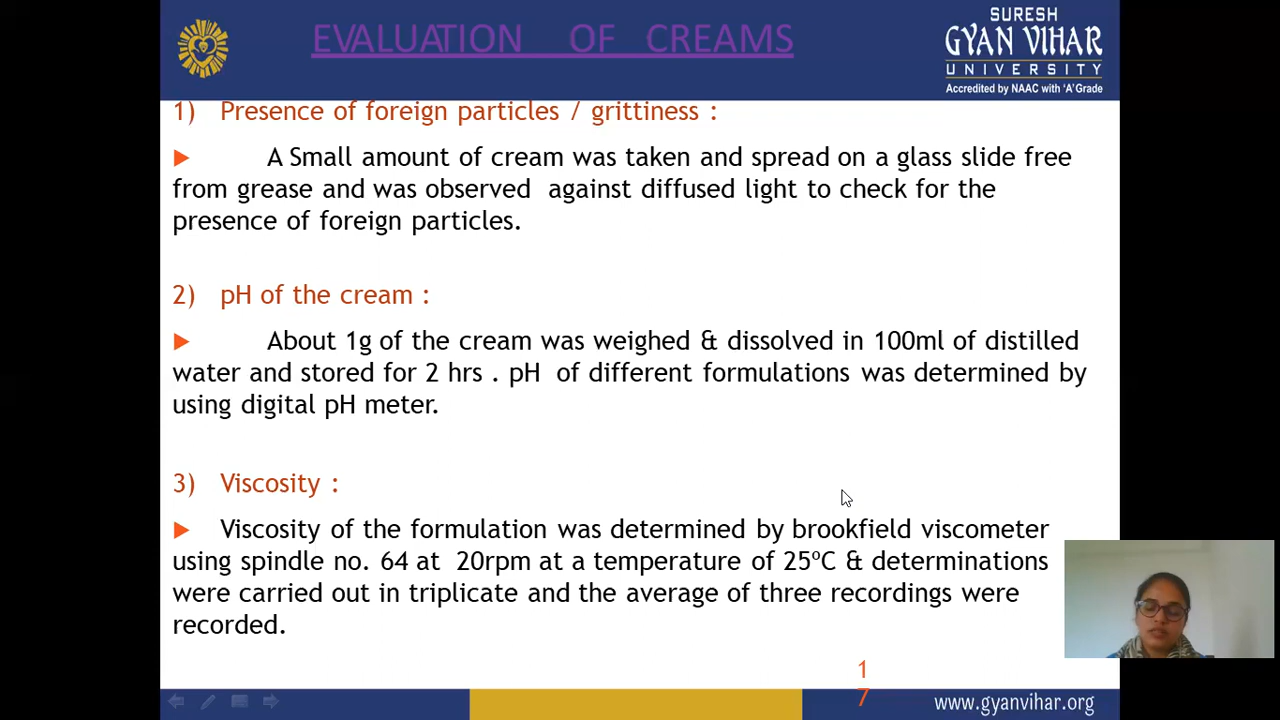 EVALUATION OF CREAMS
SURESH
GYAN VIHAR
UNIVERSITY
Accredited by NAAC with 'A' Grade
1) Presence of foreign particles / grittiness :
A Small amount of cream was taken and spread on a glass slide free
from grease and was observed against diffused light to check for the
presence of foreign particles.
2) pH of the cream :
About 1g of the cream was weighed & dissolved in 100ml of distilled
water and stored for 2 hrs . pH of different formulations was determined by
using digital pH meter.
3) Viscosity :
Viscosity of the formulation was determined by brookfield viscometer
using spindle no. 64 at 20rpm at a temperature of 25°C & determinations
were carried out in triplicate and the average of three recordings were
recorded.
1
7
www.gyanvihar.org